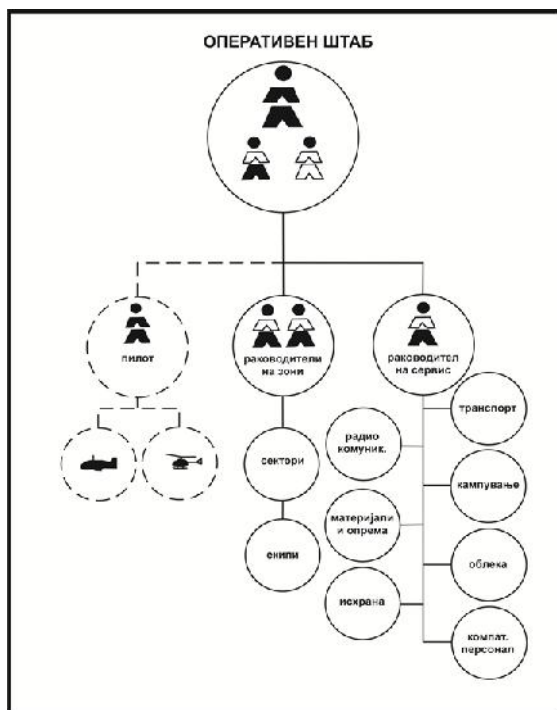 ОПЕРАТИВЕН ШТАБ
пилот
раководители
на зони
раководител
на сервис
транспорт
радио
комуник.
сектори
кампување
материјали
и опрема
екипи
облека
исхрана
компат.
персонал